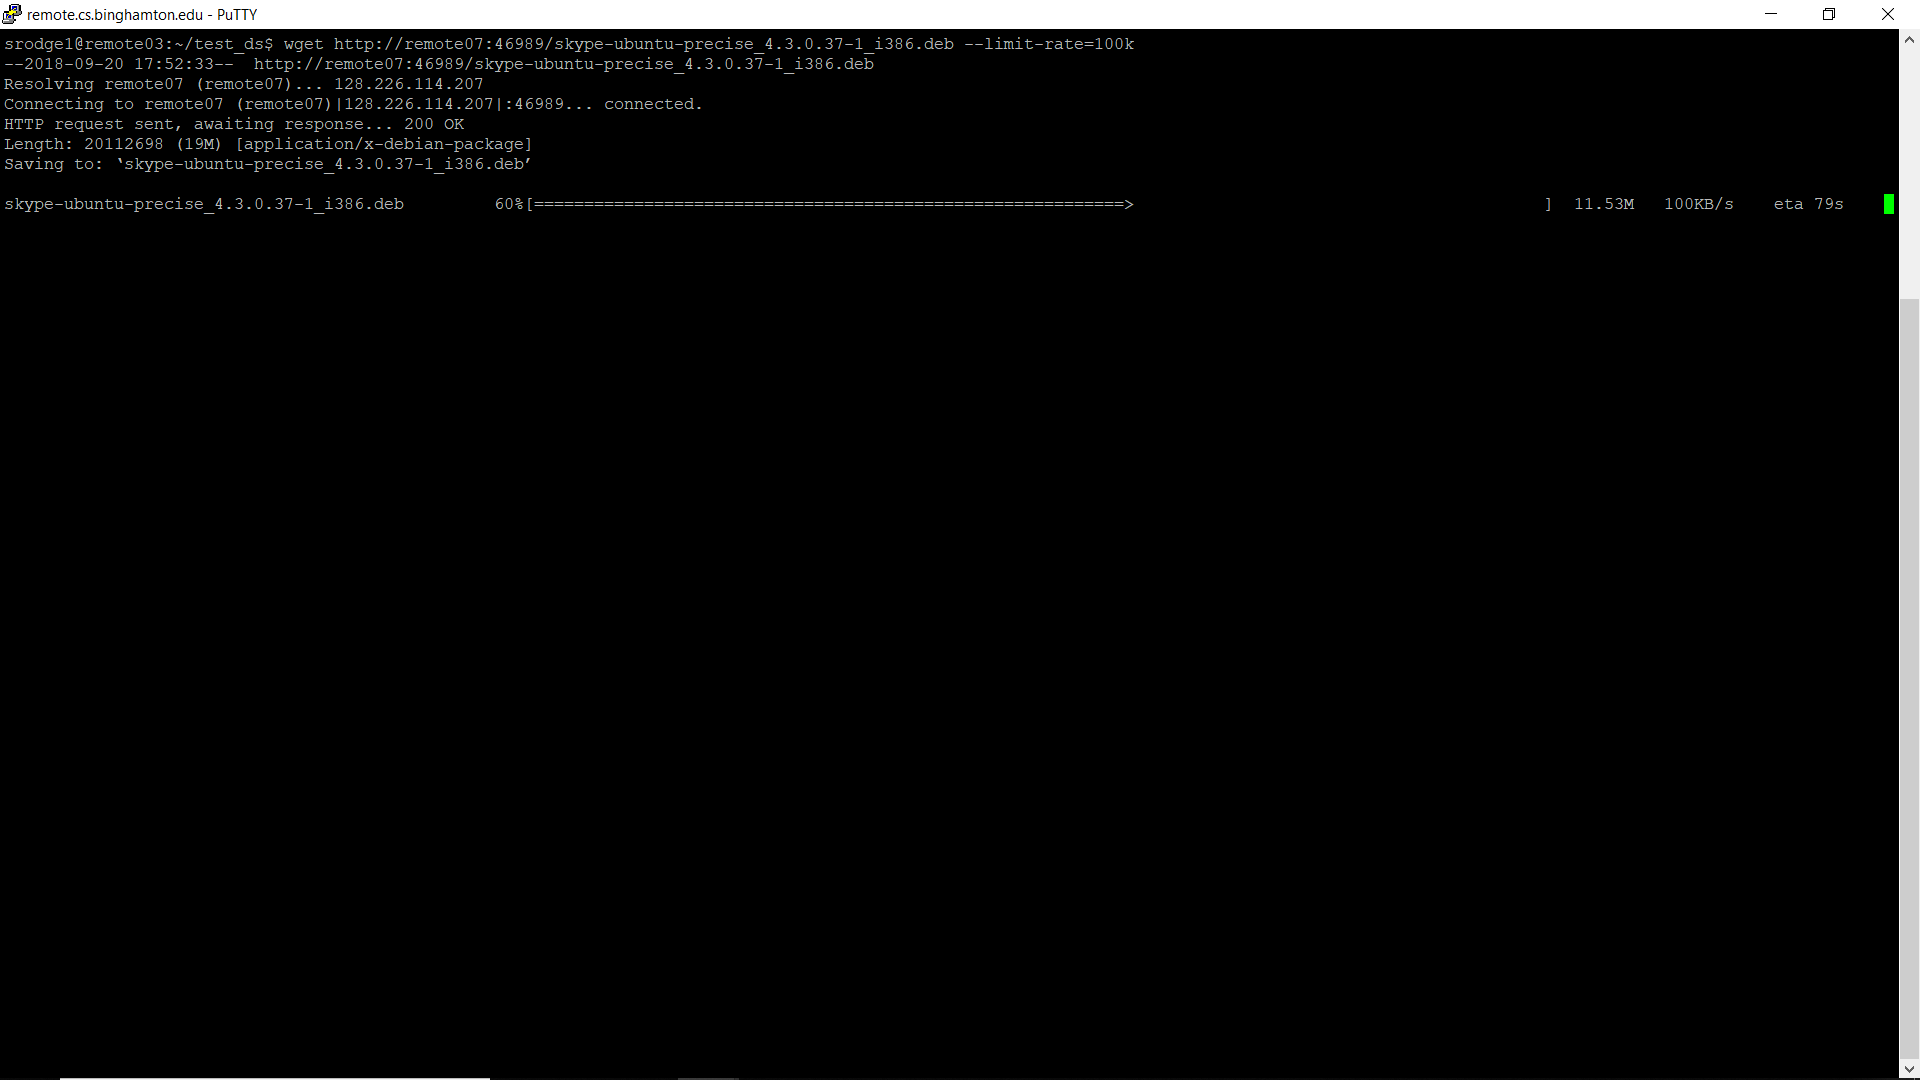 remote.cs.binghamton.edu - PuTTY
srodge1@remote03:~/test_ds$ wget http://remote07:46989/skype-ubuntu-precise_4.3.0.37-1_i386.deb --limit-rate=100k
--2018-09-20 17:52:33--  http://remote07:46989/skype-ubuntu-precise_4.3.0.37-1_i386.deb
Resolving remote07 (remote07)... 128.226.114.207
Connecting to remote07 (remote07)|128.226.114.207|:46989... connected.
HTTP request sent, awaiting response... 200 OK
Length: 20112698 (19M) [application/x-debian-package]
Saving to: ‘skype-ubuntu-precise_4.3.0.37-1_i386.deb’
skype-ubuntu-precise_4.3.0.37-1_i386.deb         60%[===========================================================>                                         ]  11.53M   100KB/s    eta 79s